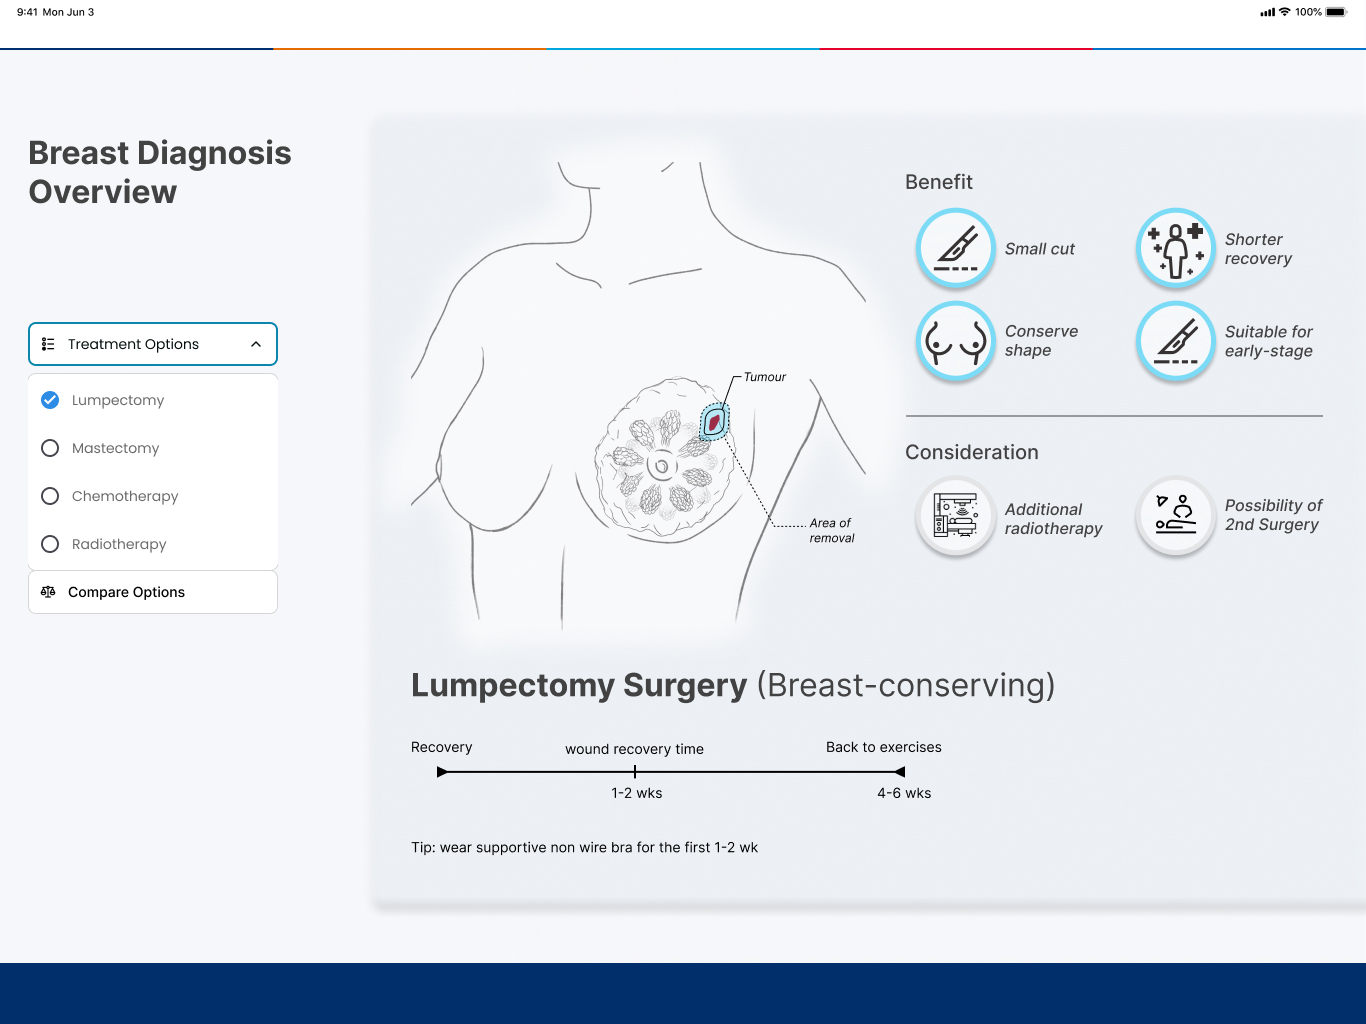 9:41 Mon Jun 3
100%
Breast Diagnosis
Overview
Treatment Options
Lumpectomy
Mastectomy
Chemotherapy
Radiotherapy
Compare Options
Tumour
Area of
removal
Benefit
Small cut
Shorter
recovery
Conserve
shape
Suitable for
early-stage
Consideration
Additional
radiotherapy
Possibility of
2nd Surgery
Lumpectomy Surgery (Breast-conserving)
Recovery
wound recovery time
Back to exercises
1-2 wks
4-6 wks
Tip: wear supportive non wire bra for the first 1-2 wk